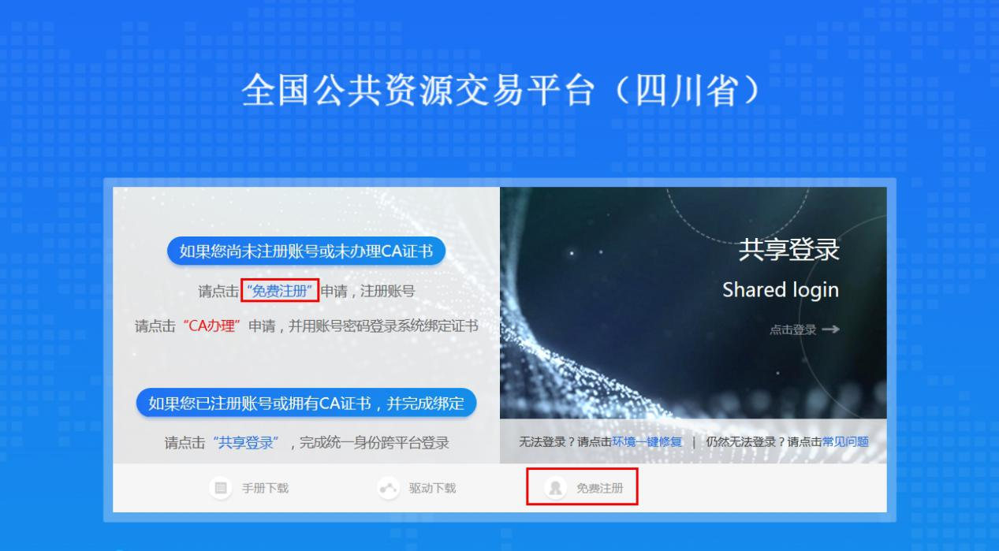 全国公共资源交易平台（四川省）
如果您尚未注册账号或未办理CA证书
请点击“免费注册”申请，注册账号
请点击“CA办理”申请，并用账号密码登录系统绑定证书
如果您已注册账号或拥有CA证书，并完成绑定
请点击“共享登录”，完成统一身份跨平台登录
共享登录
Shared login
点击登录
无法登录？请点击环境一键修复 | 仍然无法登录？请点击常见问题
手册下载
驱动下载
免费注册